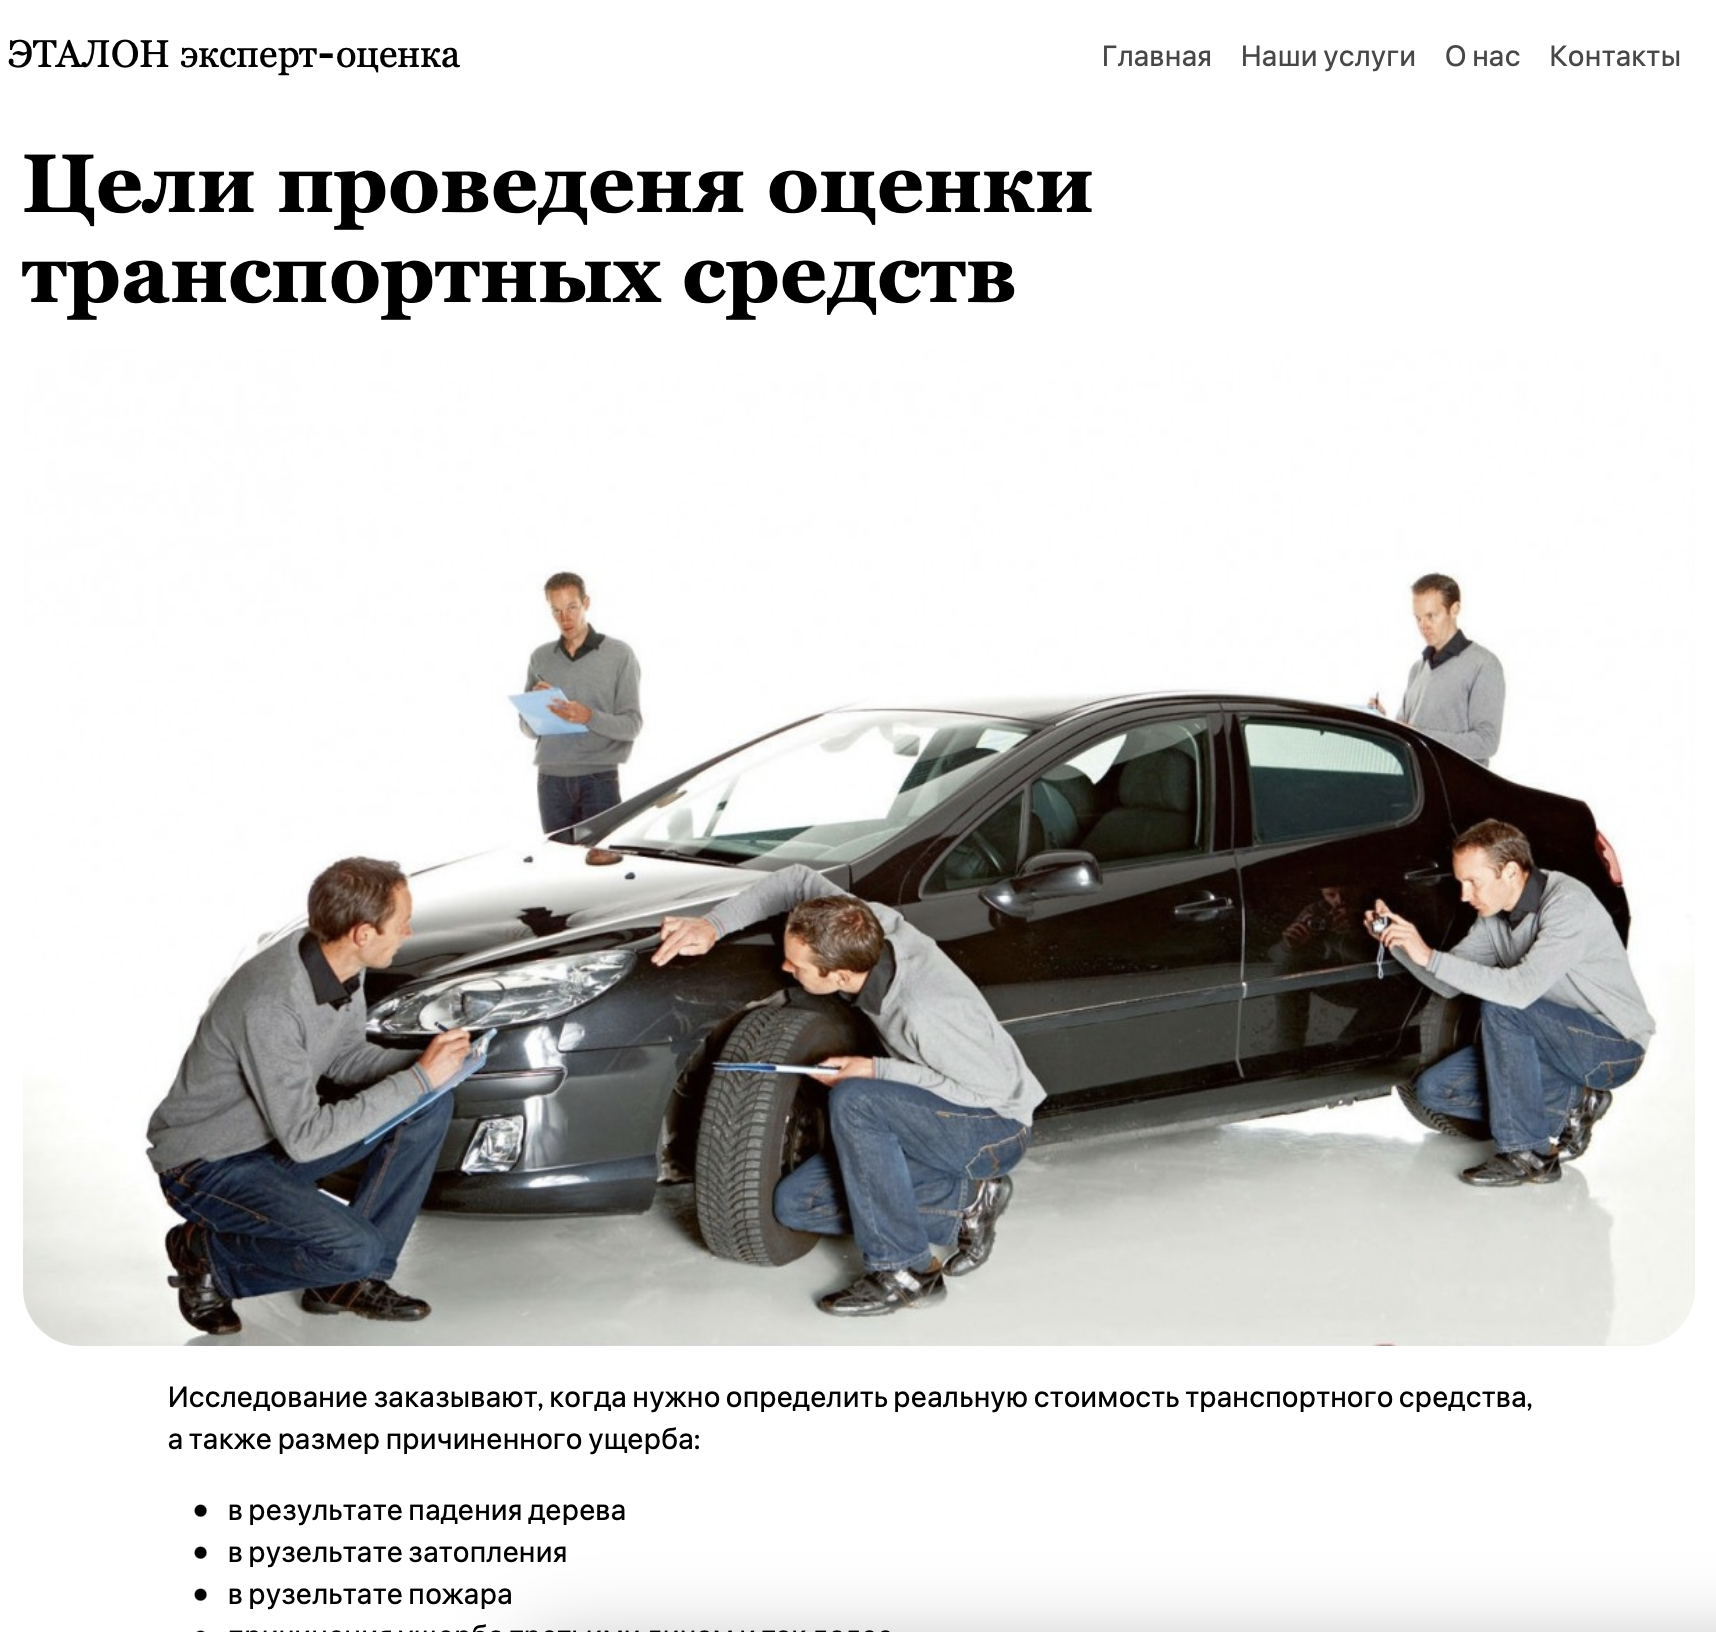 ЭТАЛОН эксперт-оценка
Главная Наши услуги О нас Контакты
Цели проведеня оценки
транспортных средств
Исследование заказывают, когда нужно определить реальную стоимость транспортного средства,
а также размер причиненного ущерба:
• в результате падения дерева
• в рузельтате затопления
• в рузельтате пожара